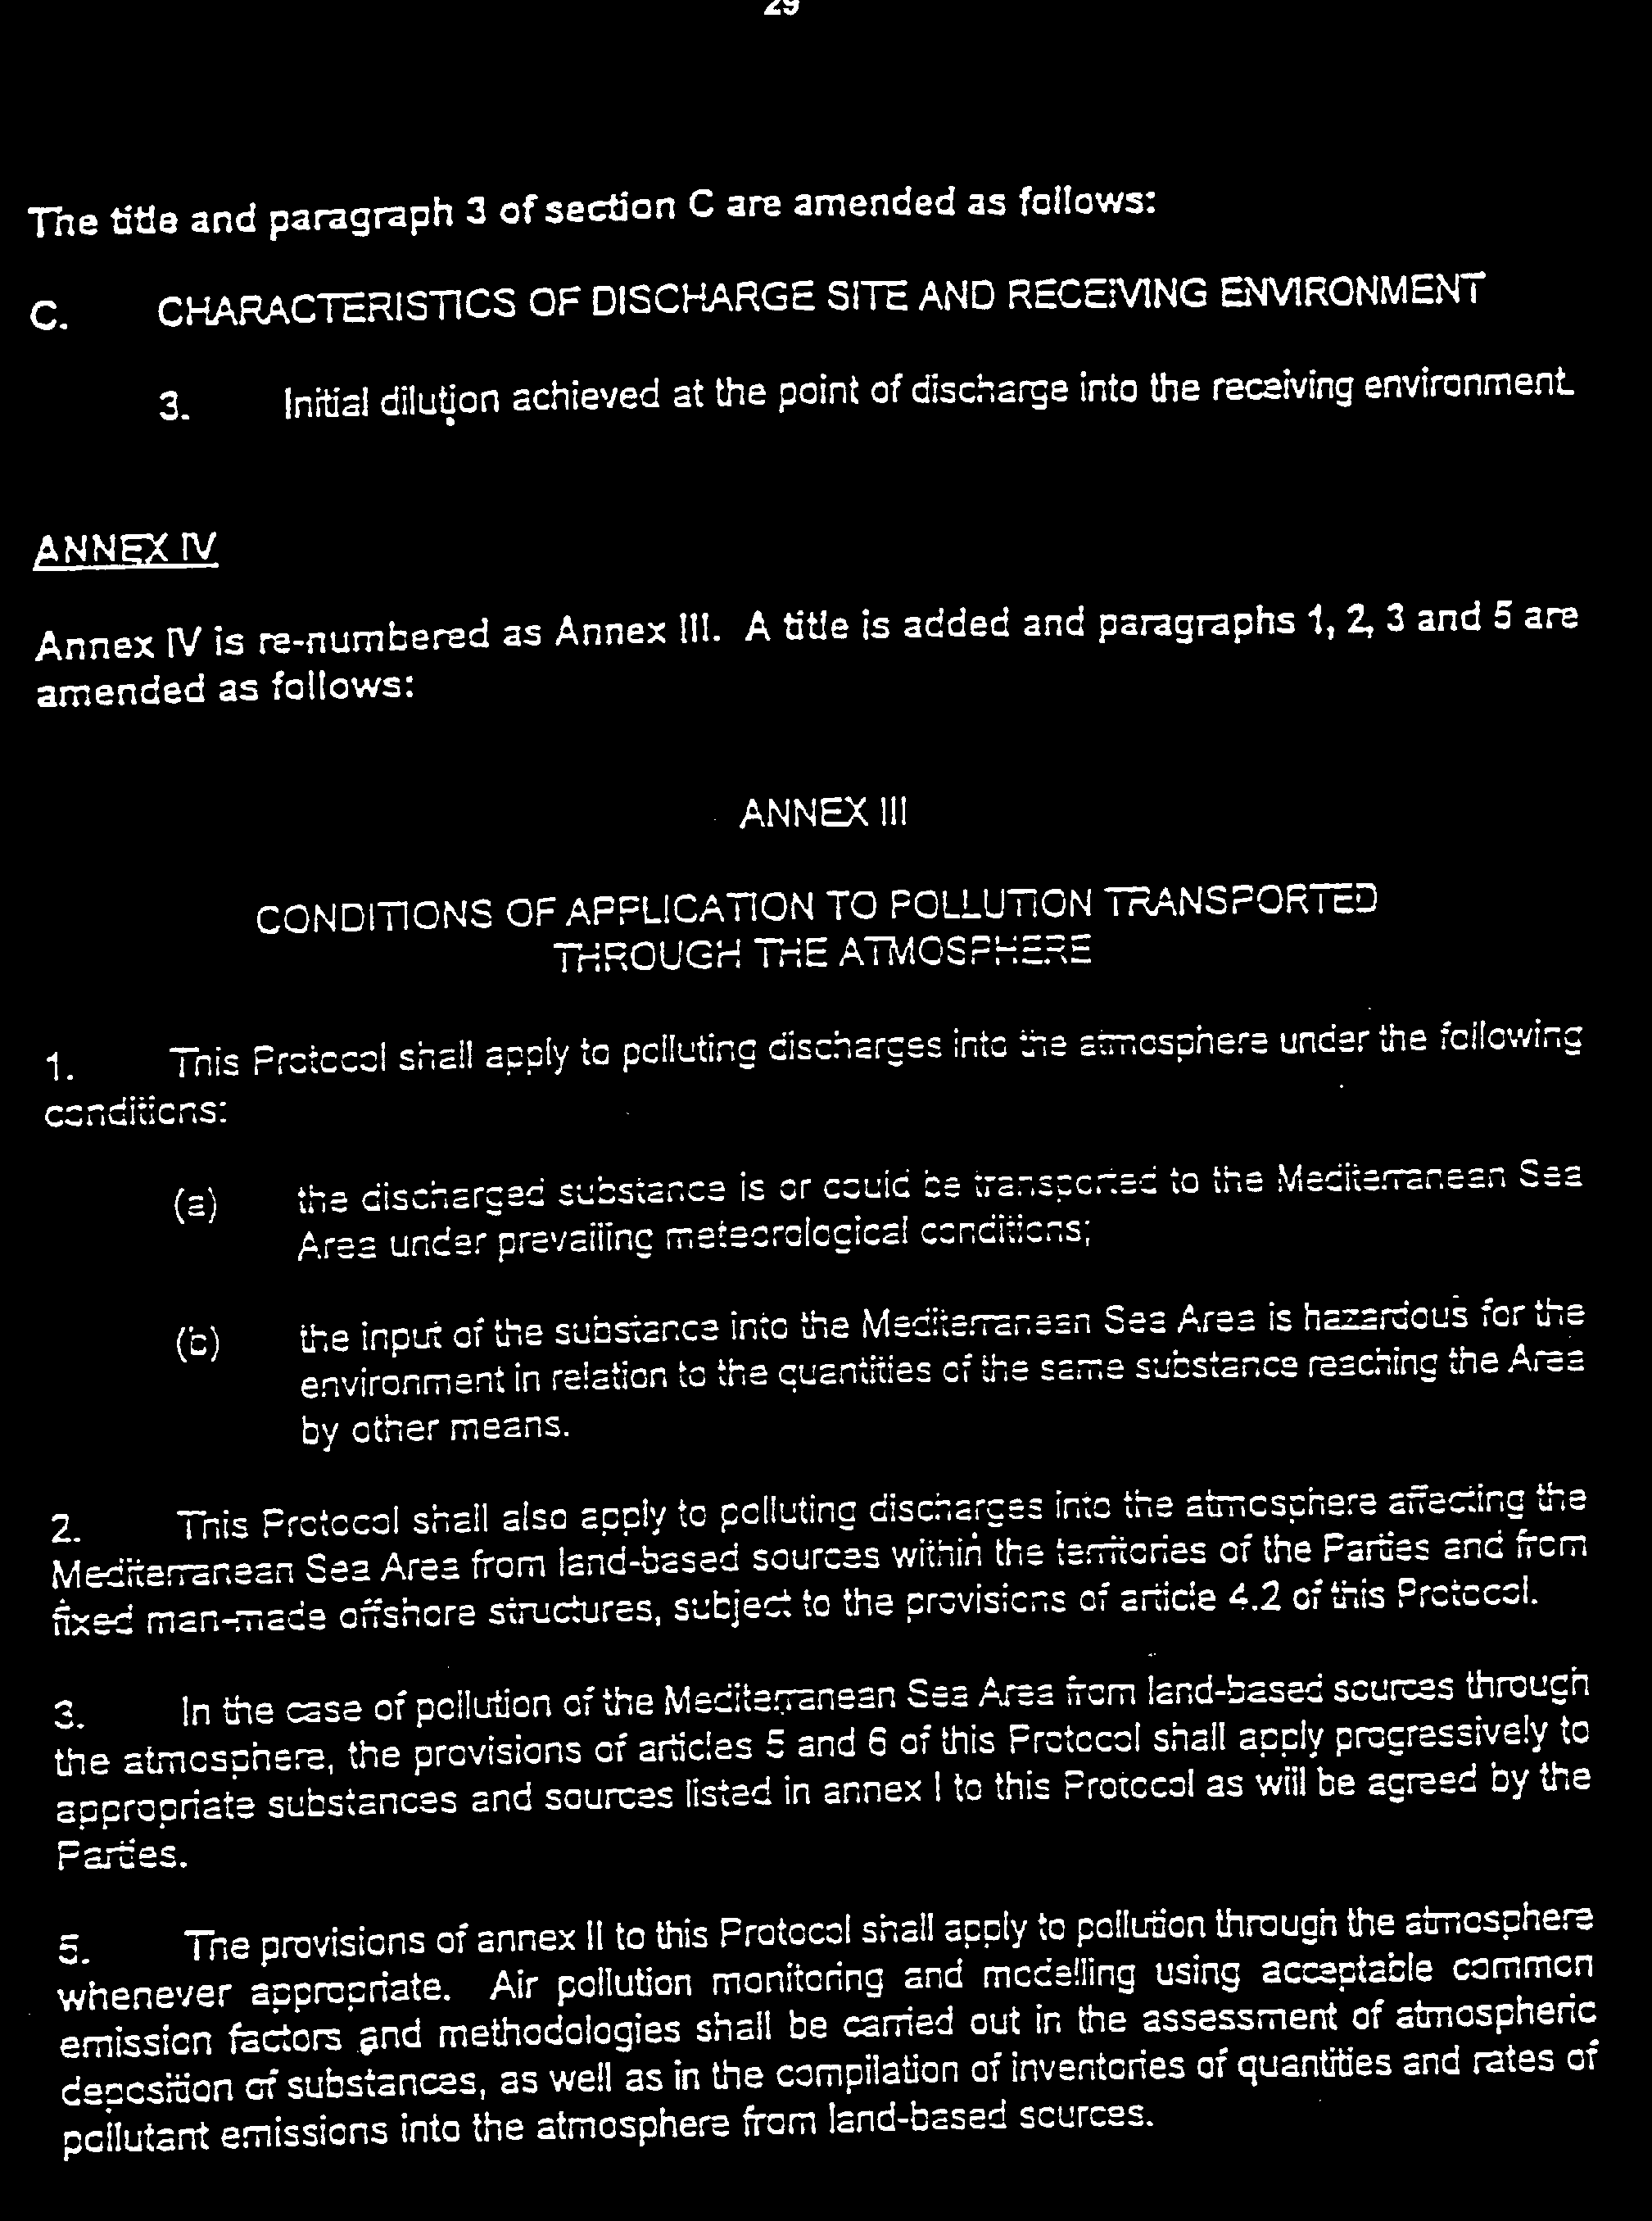 29
The title and paragraph 3 of section C are amended as follows:
C. CHARACTERISTICS OF DISCHARGE SITE AND RECEIVING ENVIRONMENT
3. Initial dilution achieved at the point of discharge into the receiving environment.
ANNEX IV
Annex IV is re-numbered as Annex III. A title is added and paragraphs 1, 2, 3 and 5 are
amended as follows:
ANNEX III
CONDITIONS OF APPLICATION TO POLLUTION TRANSPORTED
THROUGH THE ATMOSPHERE
1. This Protocol shall apply to polluting discharges into the atmosphere under the following
conditions:
(a) the discharged substance is or could be transported to the Mediterranean Sea
Area under prevailing meteorological conditions;
(b) the input of the substance into the Mediterranean Sea Area is hazardous for the
environment in relation to the quantities of the same substance reaching the Area
by other means.
2. This Protocol shall also apply to polluting discharges into the atmosphere affecting the
Mediterranean Sea Area from land-based sources within the territories of the Parties and from
fixed man-made offshore structures, subject to the provisions of article 4.2 of this Protocol.
3. In the case of pollution of the Mediterranean Sea Area from land-based sources through
the atmosphere, the provisions of articles 5 and 6 of this Protocol shall apply progressively to
appropriate substances and sources listed in annex I to this Protocol as will be agreed by the
Parties.
5. The provisions of annex II to this Protocol shall apply to pollution through the atmosphere
whenever appropriate. Air pollution monitoring and modelling using acceptable common
emission factors and methodologies shall be carried out in the assessment of atmospheric
deposition of substances, as well as in the compilation of inventories of quantities and rates of
pollutant emissions into the atmosphere from land-based sources.